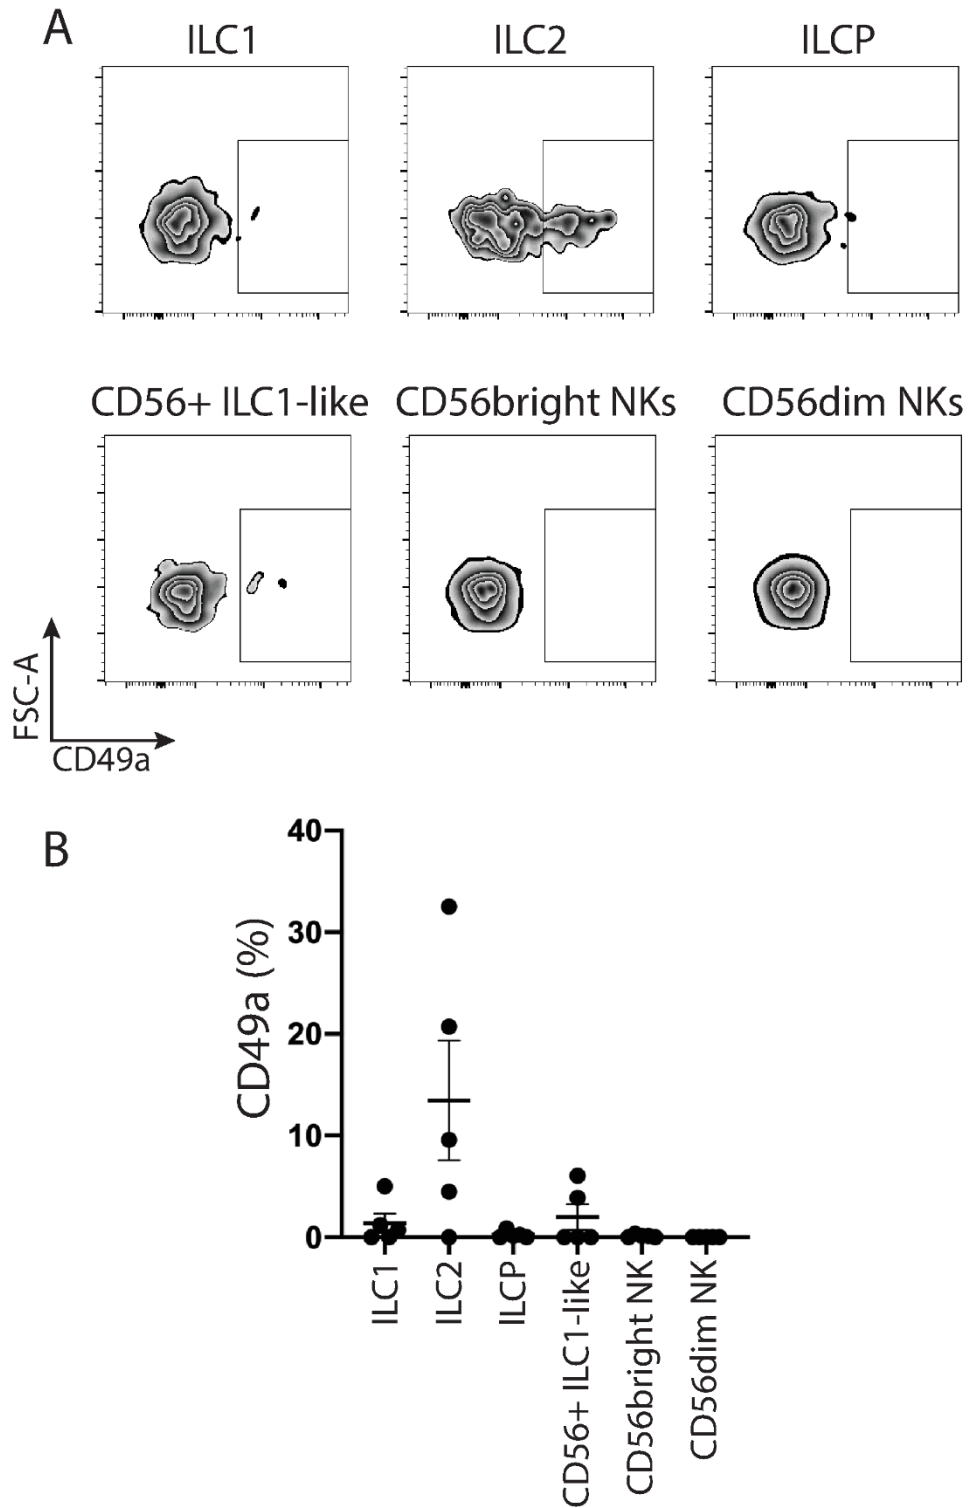 A
ILC1 ILC2 ILCP
CD56+ ILC1-like CD56bright NKs CD56dim NKs
FSC-A
CD49a
B
CD49a (%)
40
30
20
10
0
ILC1
ILC2
ILCP
CD56+ ILC1-like
CD56bright NK
CD56dim NK